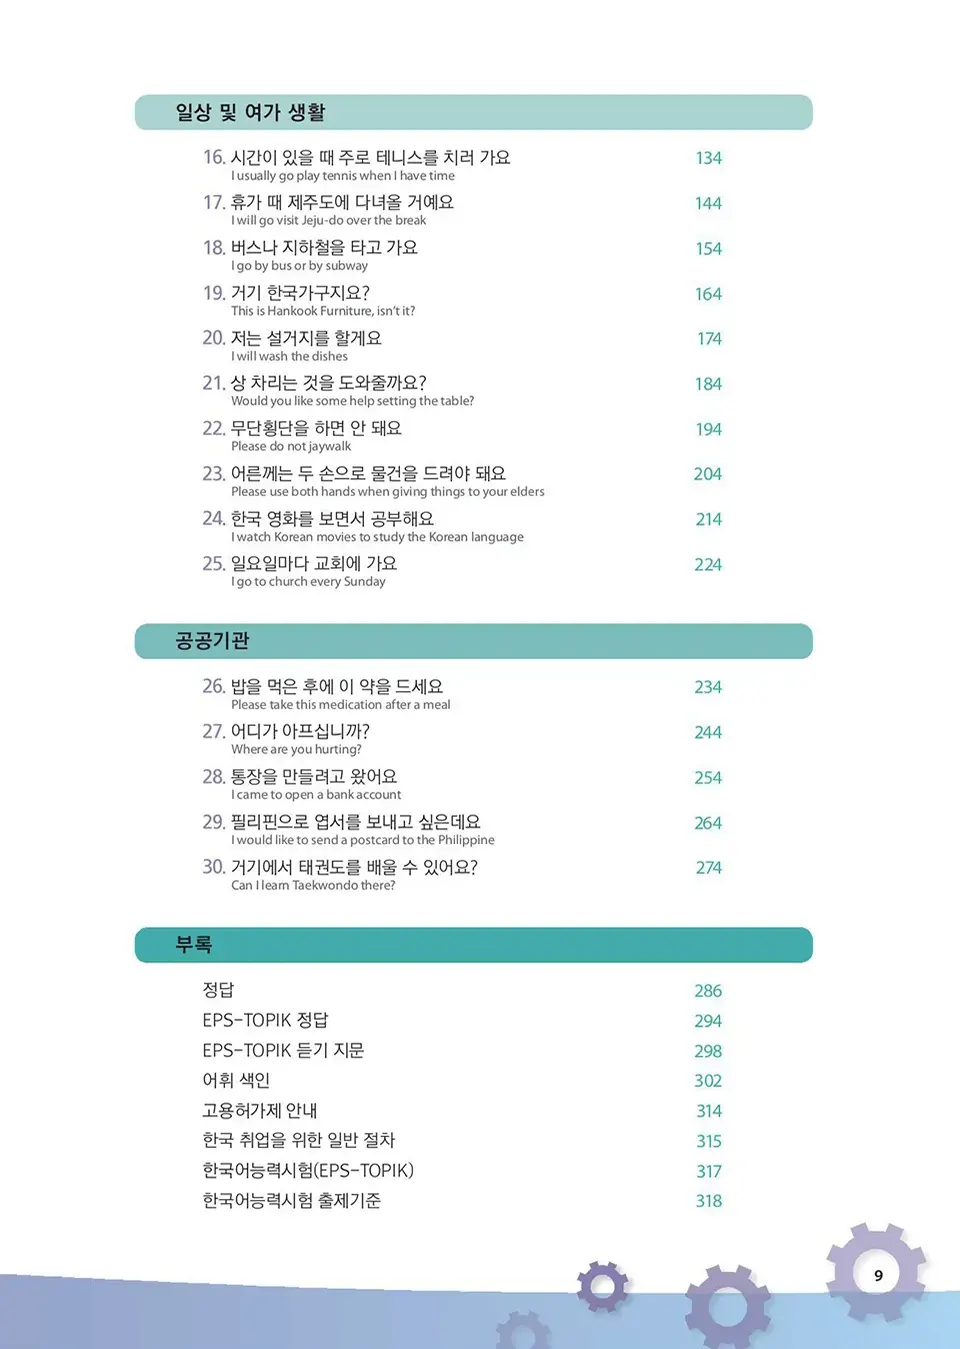 일상 및 여가 생활
16. 시간이 있을 때 주로 테니스를 치러 가요 134
I usually go play tennis when I have time
17. 휴가 때 제주도에 다녀올 거예요 144
I will go visit Jeju-do over the break
18. 버스나 지하철을 타고 가요 154
I go by bus or by subway
19. 거기 한국가구지요? 164
This is Hankook Furniture, isn't it?
20. 저는 설거지를 할게요 174
I will wash the dishes
21. 상 차리는 것을 도와줄까요? 184
Would you like some help setting the table?
22. 무단횡단을 하면 안 돼요 194
Please do not jaywalk
23. 어른께는 두 손으로 물건을 드려야 돼요 204
Please use both hands when giving things to your elders
24. 한국 영화를 보면서 공부해요 214
I watch Korean movies to study the Korean language
25. 일요일마다 교회에 가요 224
I go to church every Sunday
공공기관
26. 밥을 먹은 후에 이 약을 드세요 234
Please take this medication after a meal
27. 어디가 아프십니까? 244
Where are you hurting?
28. 통장을 만들려고 왔어요 254
I came to open a bank account
29. 필리핀으로 엽서를 보내고 싶은데요 264
I would like to send a postcard to the Philippine
30. 거기에서 태권도를 배울 수 있어요? 274
Can I learn Taekwondo there?
부록
정답 286
EPS-TOPIK 정답 294
EPS-TOPIK 듣기 지문 298
어휘 색인 302
고용허가제 안내 314
한국 취업을 위한 일반 절차 315
한국어능력시험(EPS-TOPIK) 317
한국어능력시험 출제기준 318
9